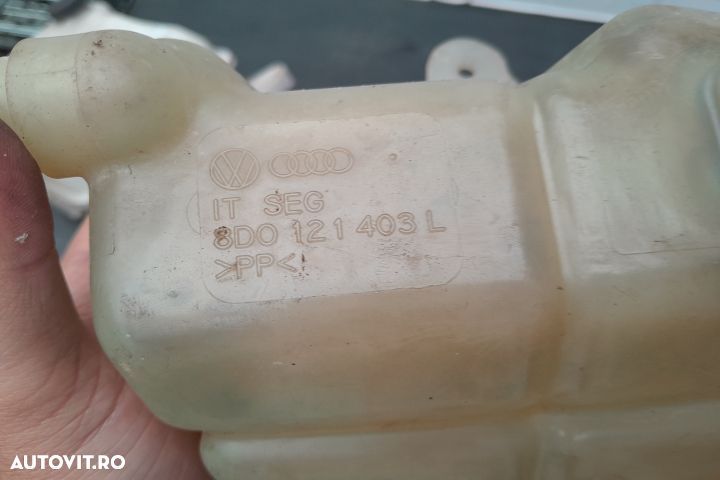 IT SEG
8D0 121 403 L
>PP<
AUTOVIT.RO